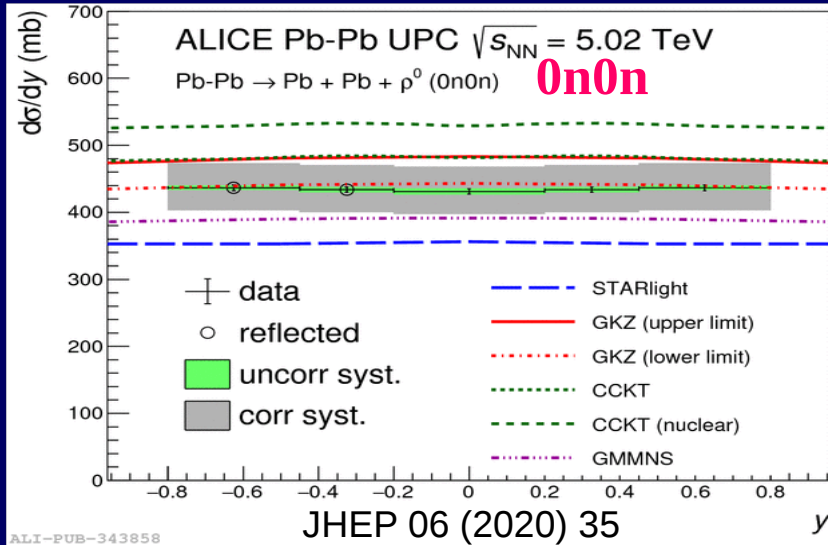 dσ/dy (mb)
ALICE Pb-Pb UPC √sNN = 5.02 TeV
Pb-Pb → Pb + Pb + ρ⁰ (0n0n)
0n0n
700
600
500
400
300
200
100
0
data
reflected
uncorr syst.
corr syst.
STARlight
GKZ (upper limit)
GKZ (lower limit)
CCKT
CCKT (nuclear)
GMMNS
−0.8 −0.6 −0.4 −0.2 0 0.2 0.4 0.6 0.8
y
JHEP 06 (2020) 35
ALI-PUB-343858